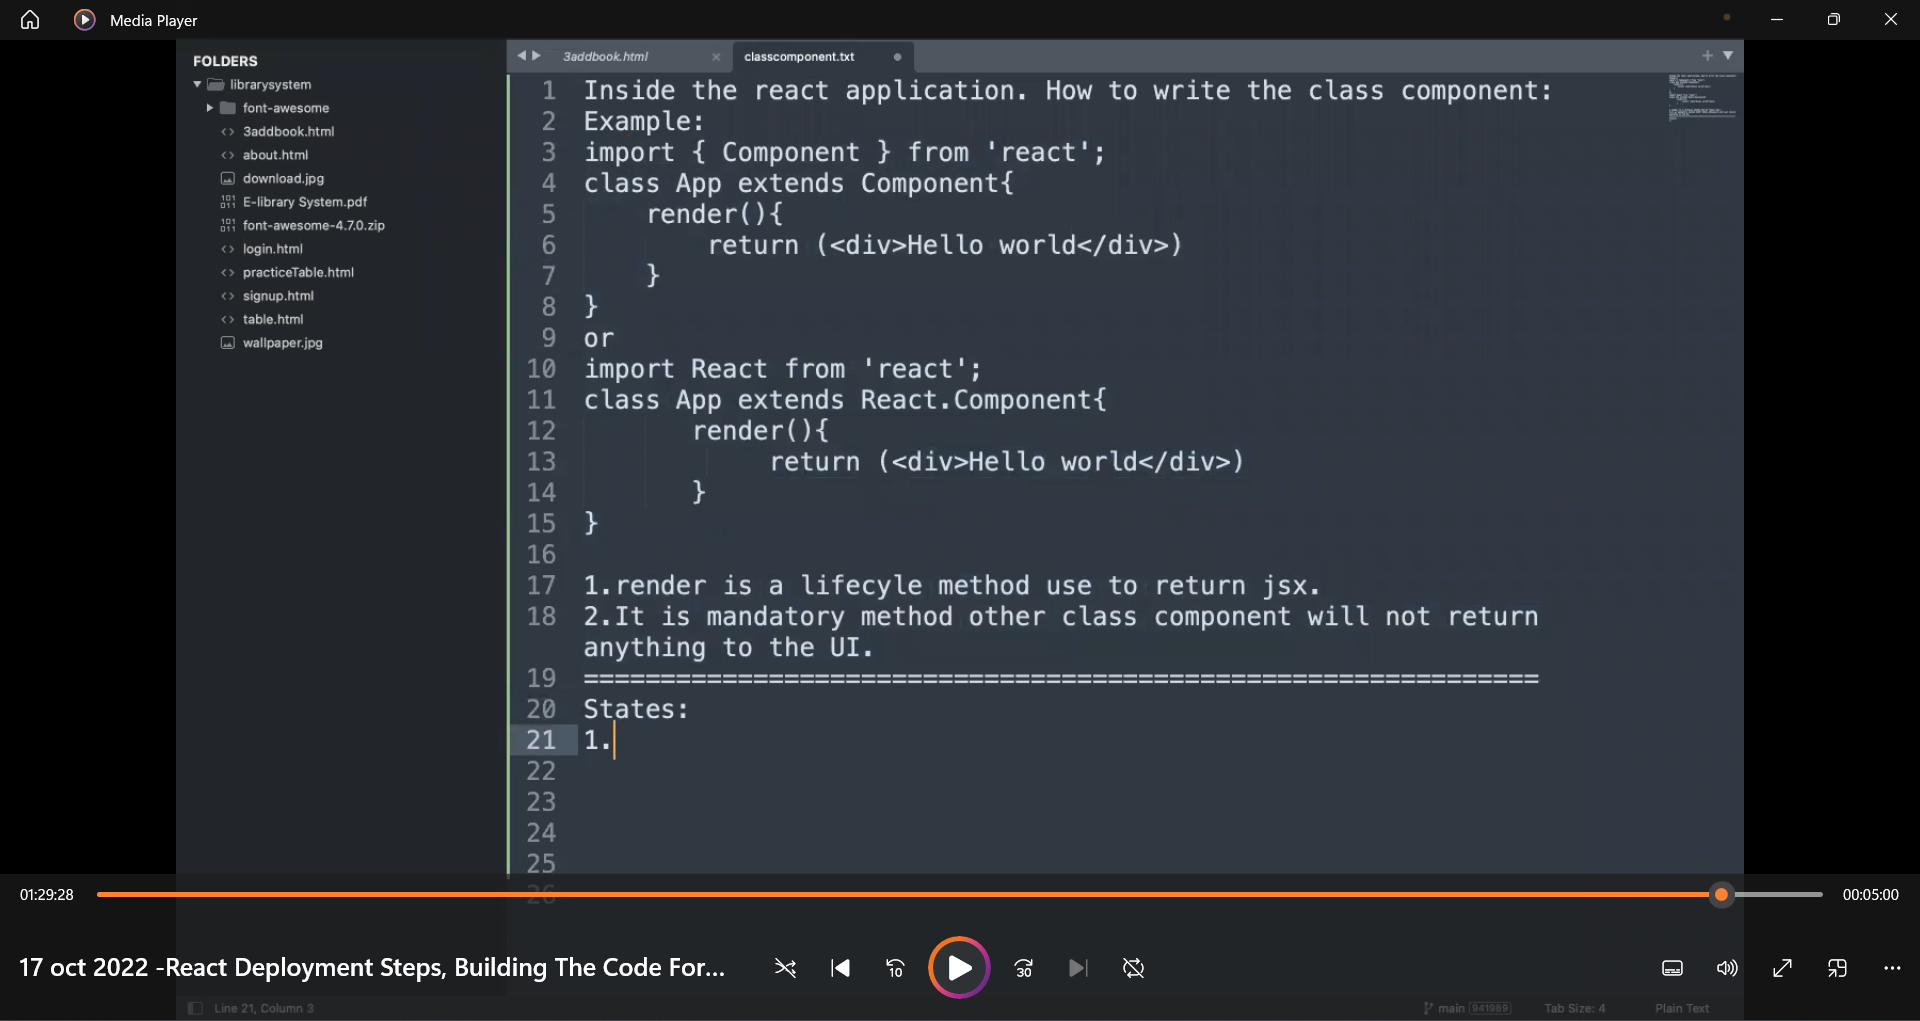 Media Player
FOLDERS
librarysystem
font-awesome
3addbook.html
about.html
download.jpg
E-library System.pdf
font-awesome-4.7.0.zip
login.html
practiceTable.html
signup.html
table.html
wallpaper.jpg
3addbook.html
classcomponent.txt
1 Inside the react application. How to write the class component:
2 Example:
3 import { Component } from 'react';
4 class App extends Component{
5 render(){
6 return (<div>Hello world</div>)
7 }
8 }
9 or
10 import React from 'react';
11 class App extends React.Component{
12 render(){
13 return (<div>Hello world</div>)
14 }
15 }
16
17 1.render is a lifecyle method use to return jsx.
18 2.It is mandatory method other class component will not return
anything to the UI.
19 ==============================================================
20 States:
21 1.
22
23
24
25
26
01:29:28
00:05:00
17 oct 2022 -React Deployment Steps, Building The Code For...
10
30
Line 21, Column 3
main
Tab Size: 4
Plain Text